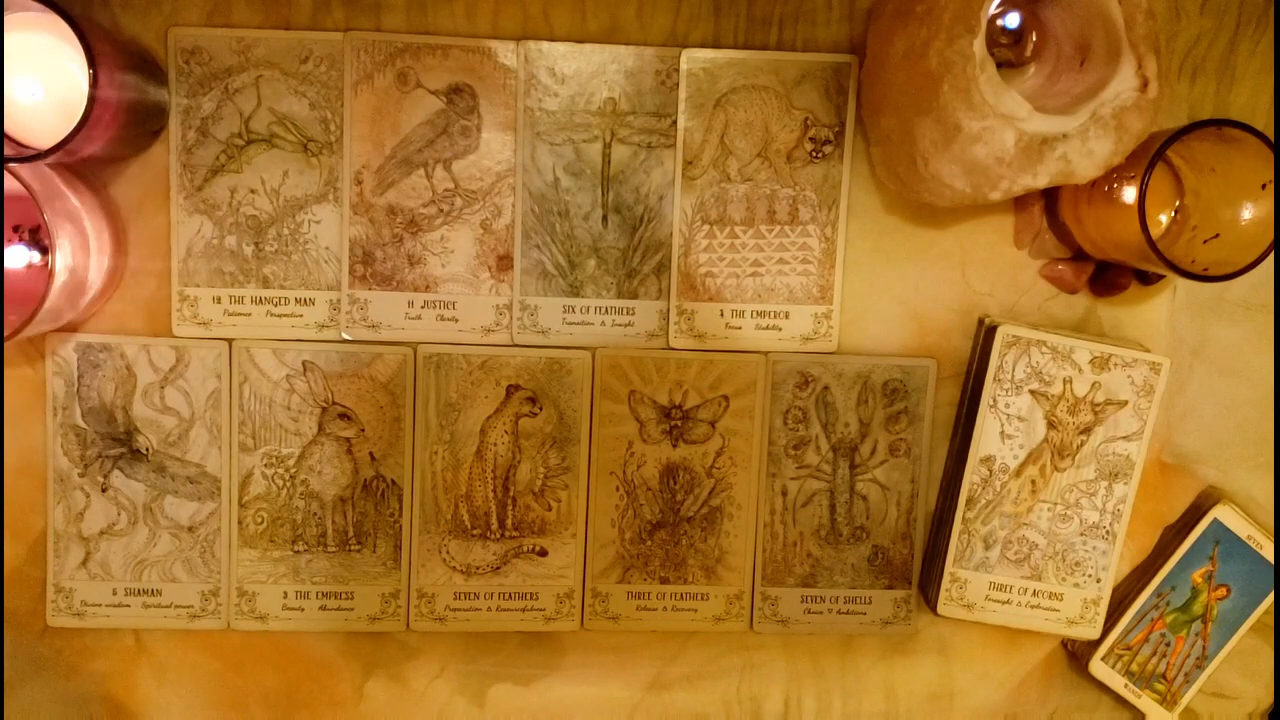 12. THE HANGED MAN
Patience · Perspective
11. JUSTICE
Truth · Clarity
SIX OF FEATHERS
Transition △ Insight
4. THE EMPEROR
Focus · Stability
5. SHAMAN
Divine wisdom · Spiritual power
3. THE EMPRESS
Beauty · Abundance
SEVEN OF FEATHERS
Preparation △ Resourcefulness
THREE OF FEATHERS
Release △ Recovery
SEVEN OF SHELLS
Choice ▽ Ambitions
THREE OF ACORNS
Foresight △ Exploration
SEVEN
WANDS